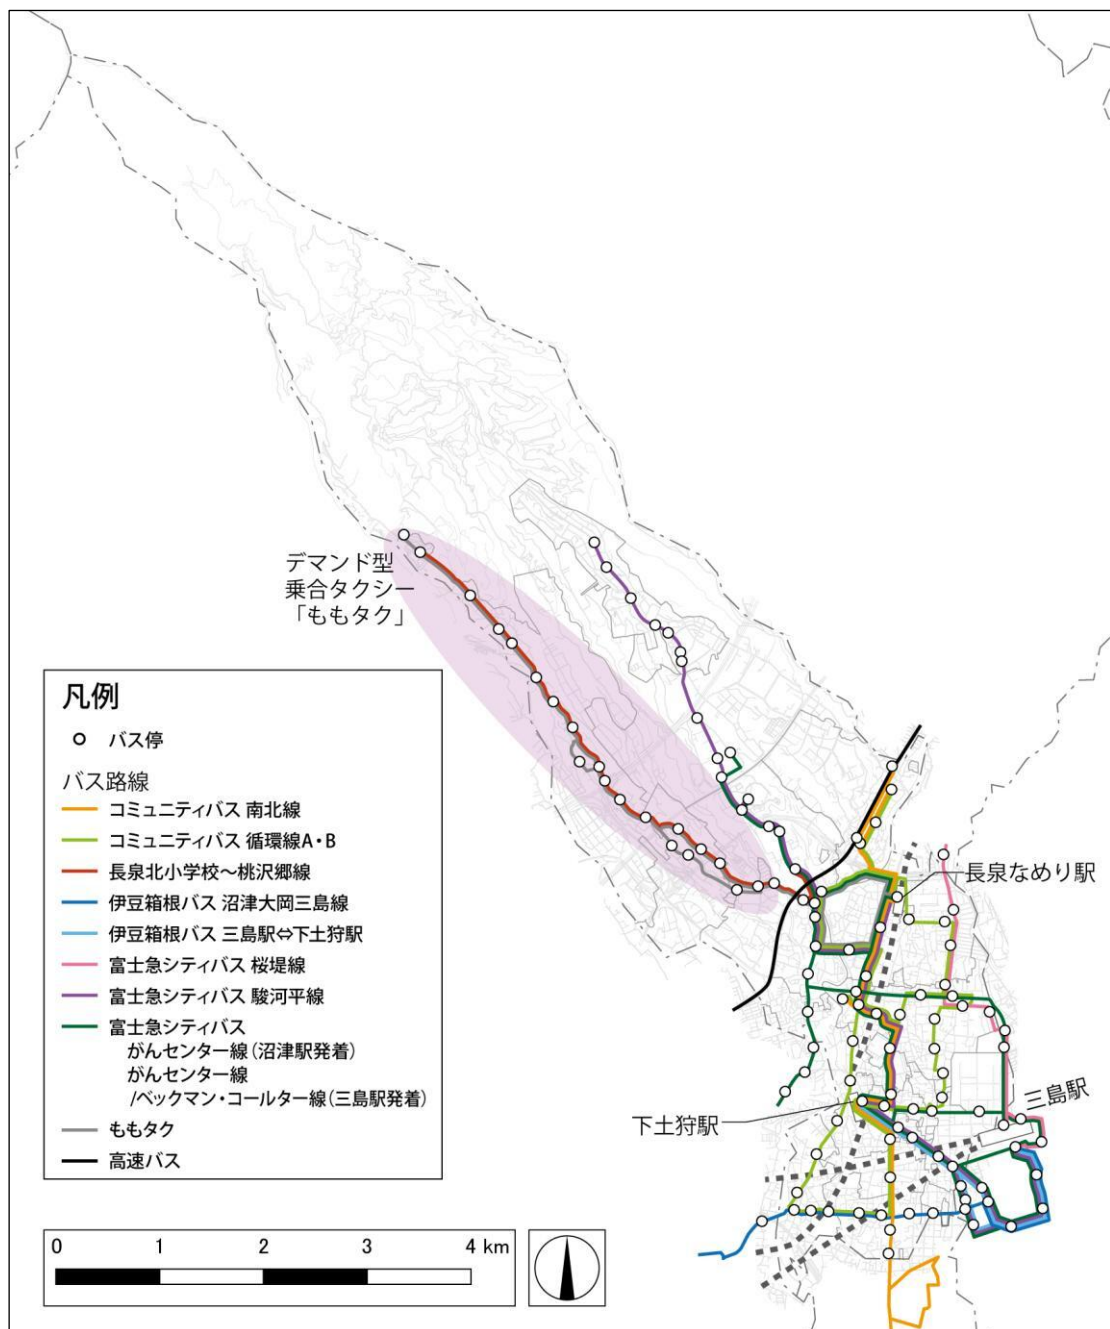 デマンド型
乗合タクシー
「ももタク」
凡例
バス停
バス路線
コミュニティバス 南北線
コミュニティバス 循環線A・B
長泉北小学校～桃沢郷線
伊豆箱根バス 沼津大岡三島線
伊豆箱根バス 三島駅⇔下土狩駅
富士急シティバス 桜堤線
富士急シティバス 駿河平線
富士急シティバス
がんセンター線(沼津駅発着)
がんセンター線
/ベックマン・コールター線(三島駅発着)
ももタク
高速バス
長泉なめり駅
三島駅
下土狩駅
0 1 2 3 4 km